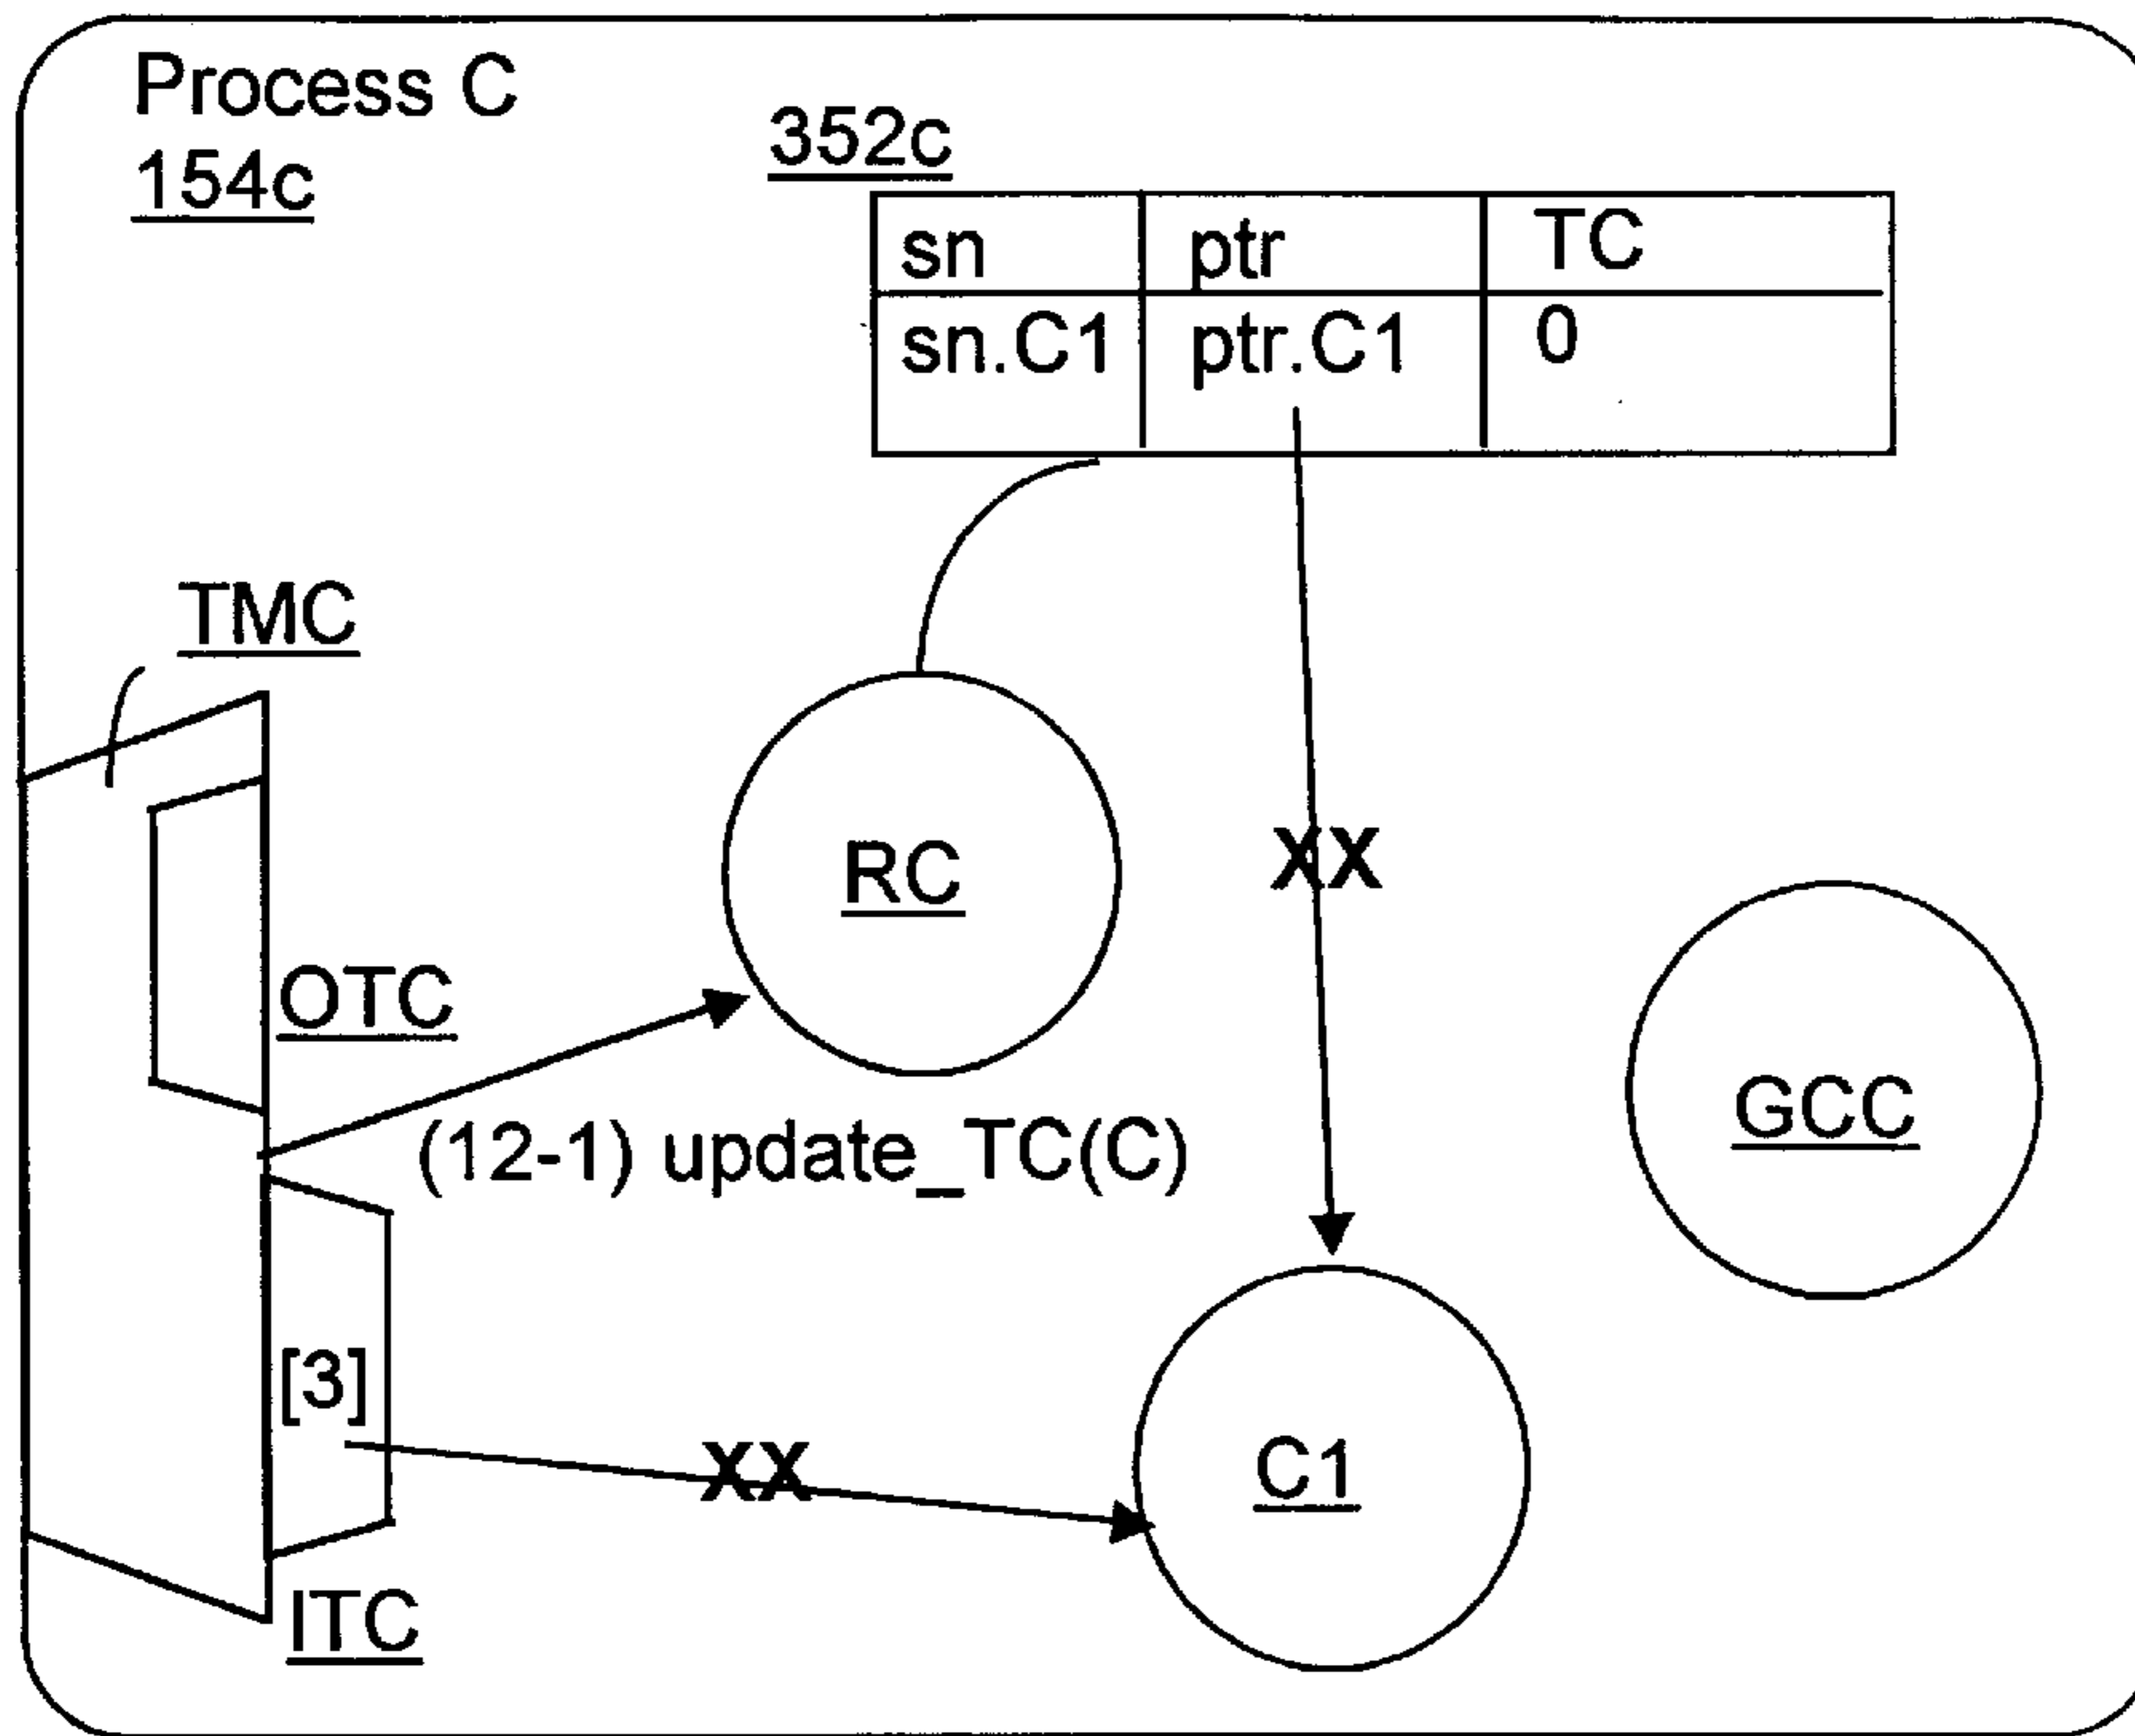 Process C
154c
352c
sn ptr TC
sn.C1 ptr.C1 0
TMC
RC
XX
OTC
GCC
(12-1) update_TC(C)
[3]
XX
C1
ITC